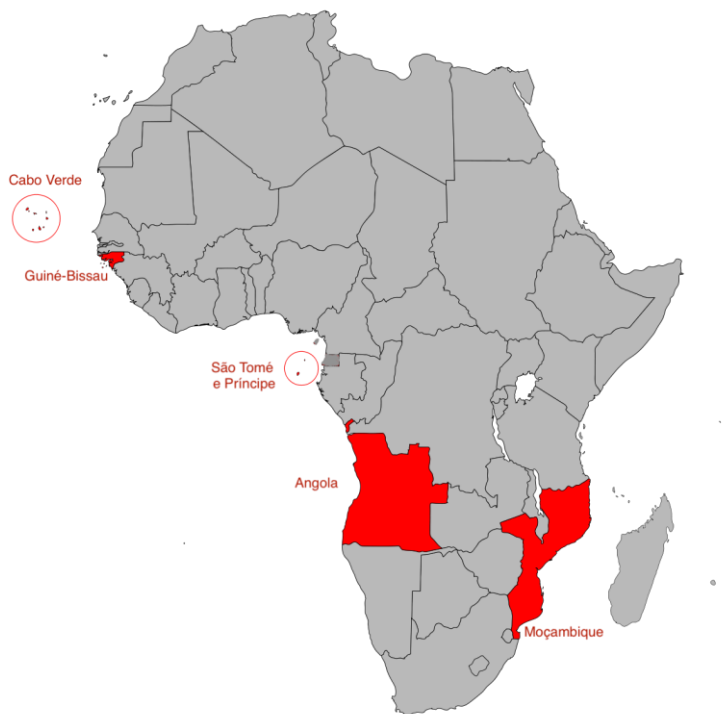 Cabo Verde
Guiné-Bissau
São Tomé
e Príncipe
Angola
Moçambique